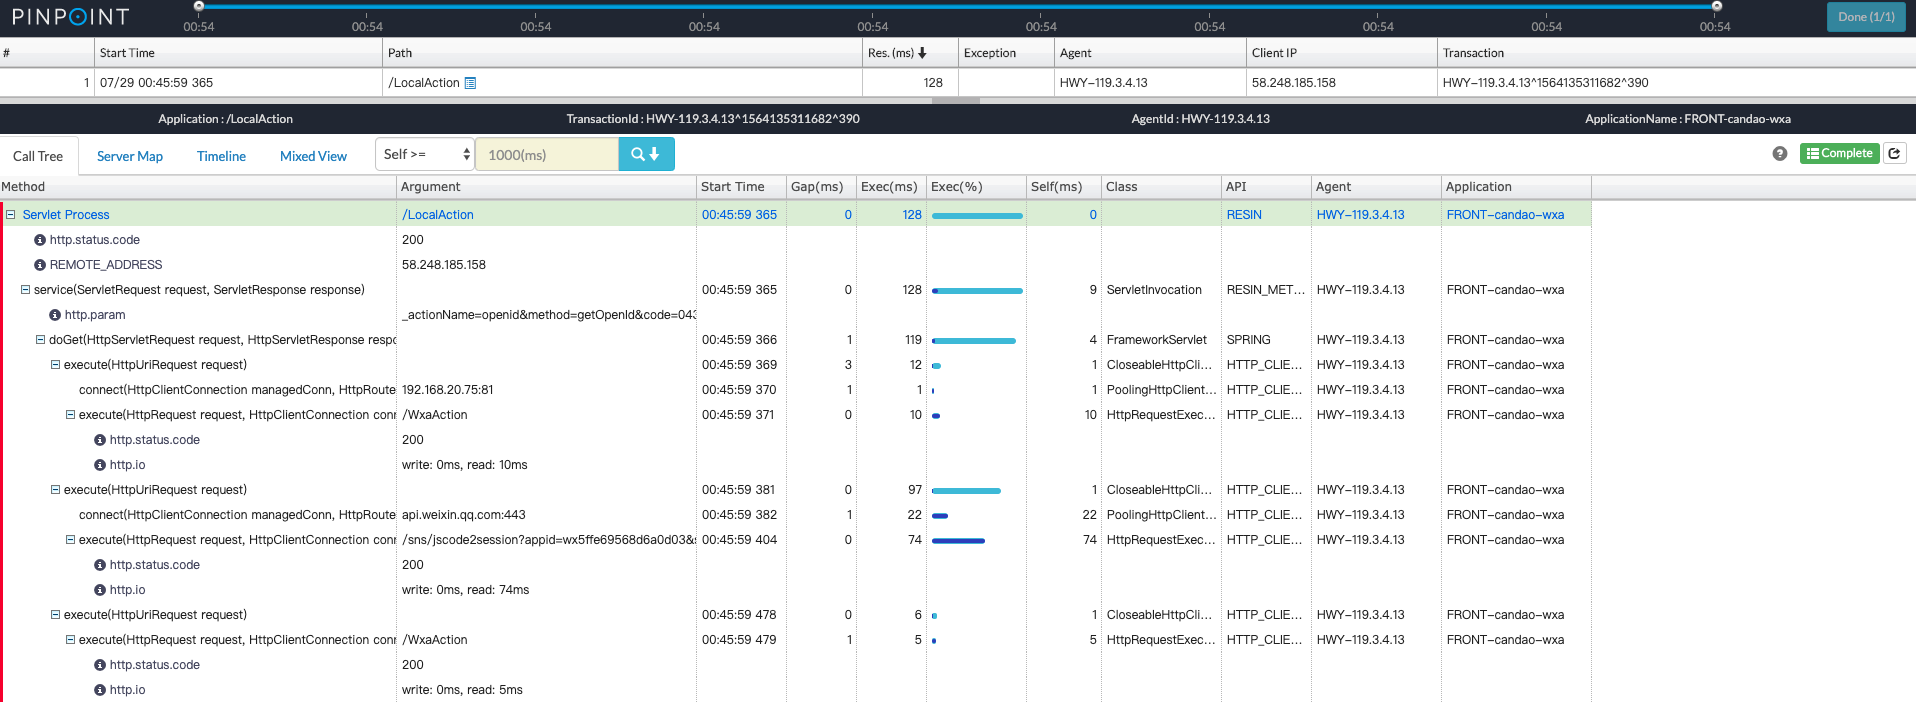 PINPOINT
00:54 00:54 00:54 00:54 00:54 00:54 00:54 00:54 00:54 00:54
Done (1/1)
# Start Time Path Res. (ms) Exception Agent Client IP Transaction
1 07/29 00:45:59 365 /LocalAction 128 HWY-119.3.4.13 58.248.185.158 HWY-119.3.4.13^1564135311682^390
Application : /LocalAction TransactionId : HWY-119.3.4.13^1564135311682^390 AgentId : HWY-119.3.4.13 ApplicationName : FRONT-candao-wxa
Call Tree Server Map Timeline Mixed View Self >= 1000(ms) Complete
Method Argument Start Time Gap(ms) Exec(ms) Exec(%) Self(ms) Class API Agent Application
Servlet Process /LocalAction 00:45:59 365 0 128 0 RESIN HWY-119.3.4.13 FRONT-candao-wxa
http.status.code 200
REMOTE_ADDRESS 58.248.185.158
service(ServletRequest request, ServletResponse response) 00:45:59 365 0 128 9 ServletInvocation RESIN_MET... HWY-119.3.4.13 FRONT-candao-wxa
http.param _actionName=openid&method=getOpenId&code=043
doGet(HttpServletRequest request, HttpServletResponse respo 00:45:59 366 1 119 4 FrameworkServlet SPRING HWY-119.3.4.13 FRONT-candao-wxa
execute(HttpUriRequest request) 00:45:59 369 3 12 1 CloseableHttpCli... HTTP_CLIE... HWY-119.3.4.13 FRONT-candao-wxa
connect(HttpClientConnection managedConn, HttpRoute 192.168.20.75:81 00:45:59 370 1 1 1 PoolingHttpClient... HTTP_CLIE... HWY-119.3.4.13 FRONT-candao-wxa
execute(HttpRequest request, HttpClientConnection conn /WxaAction 00:45:59 371 0 10 10 HttpRequestExec... HTTP_CLIE... HWY-119.3.4.13 FRONT-candao-wxa
http.status.code 200
http.io write: 0ms, read: 10ms
execute(HttpUriRequest request) 00:45:59 381 0 97 1 CloseableHttpCli... HTTP_CLIE... HWY-119.3.4.13 FRONT-candao-wxa
connect(HttpClientConnection managedConn, HttpRoute api.weixin.qq.com:443 00:45:59 382 1 22 22 PoolingHttpClient... HTTP_CLIE... HWY-119.3.4.13 FRONT-candao-wxa
execute(HttpRequest request, HttpClientConnection conn /sns/jscode2session?appid=wx5ffe69568d6a0d03&s 00:45:59 404 0 74 74 HttpRequestExec... HTTP_CLIE... HWY-119.3.4.13 FRONT-candao-wxa
http.status.code 200
http.io write: 0ms, read: 74ms
execute(HttpUriRequest request) 00:45:59 478 0 6 1 CloseableHttpCli... HTTP_CLIE... HWY-119.3.4.13 FRONT-candao-wxa
execute(HttpRequest request, HttpClientConnection conn /WxaAction 00:45:59 479 1 5 5 HttpRequestExec... HTTP_CLIE... HWY-119.3.4.13 FRONT-candao-wxa
http.status.code 200
http.io write: 0ms, read: 5ms